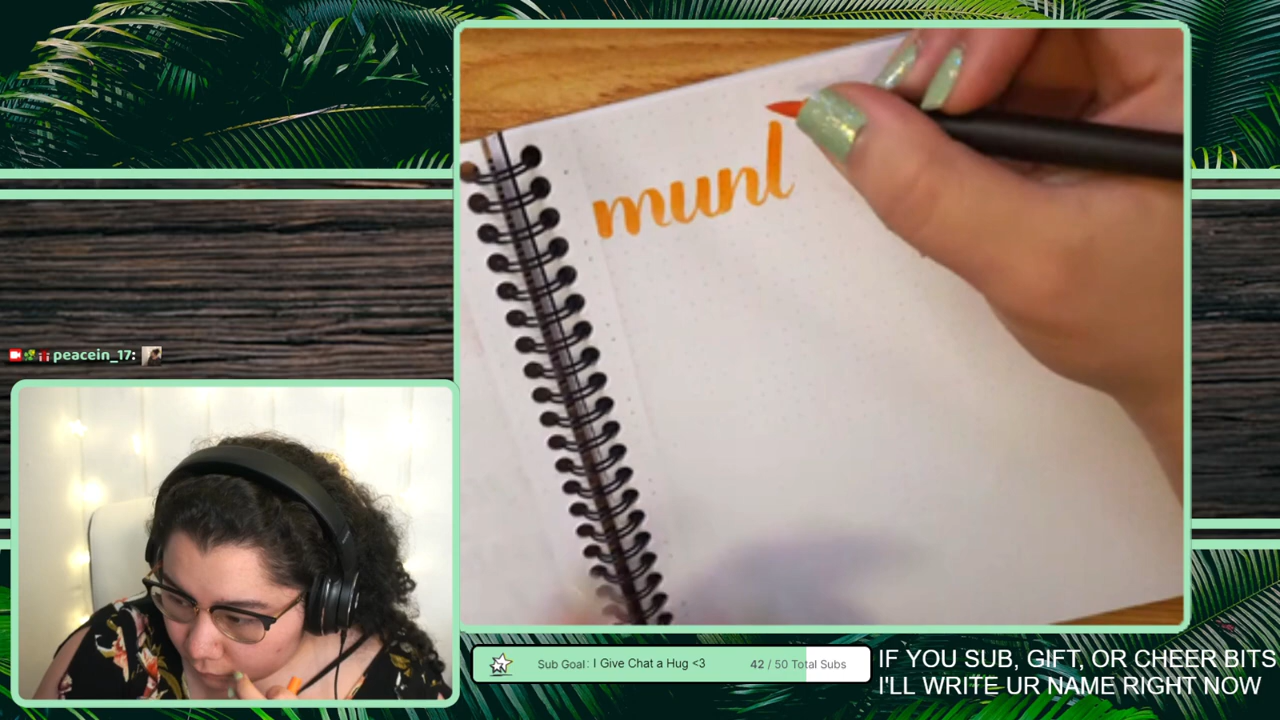 munl
peacein_17:
Sub Goal: I Give Chat a Hug <3 42 / 50 Total Subs
IF YOU SUB, GIFT, OR CHEER BITS
I'LL WRITE UR NAME RIGHT NOW